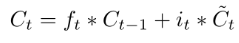 C_t = f_t * C_{t-1} + i_t * \tilde{C}_t